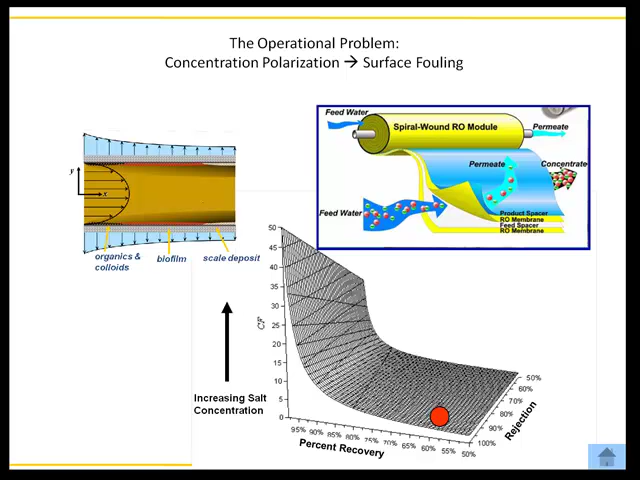 The Operational Problem:
Concentration Polarization → Surface Fouling
Feed Water
Spiral-Wound RO Module
Permeate
Permeate
Concentrate
Feed Water
Product Spacer
RO Membrane
Feed Spacer
RO Membrane
y
x
organics &
colloids
biofilm
scale deposit
50
45
40
35
30
25
20
15
10
5
0
CF
Increasing Salt
Concentration
95% 90% 85% 80% 75% 70% 65% 60% 55% 50%
Percent Recovery
50%
60%
70%
80%
90%
100%
Rejection